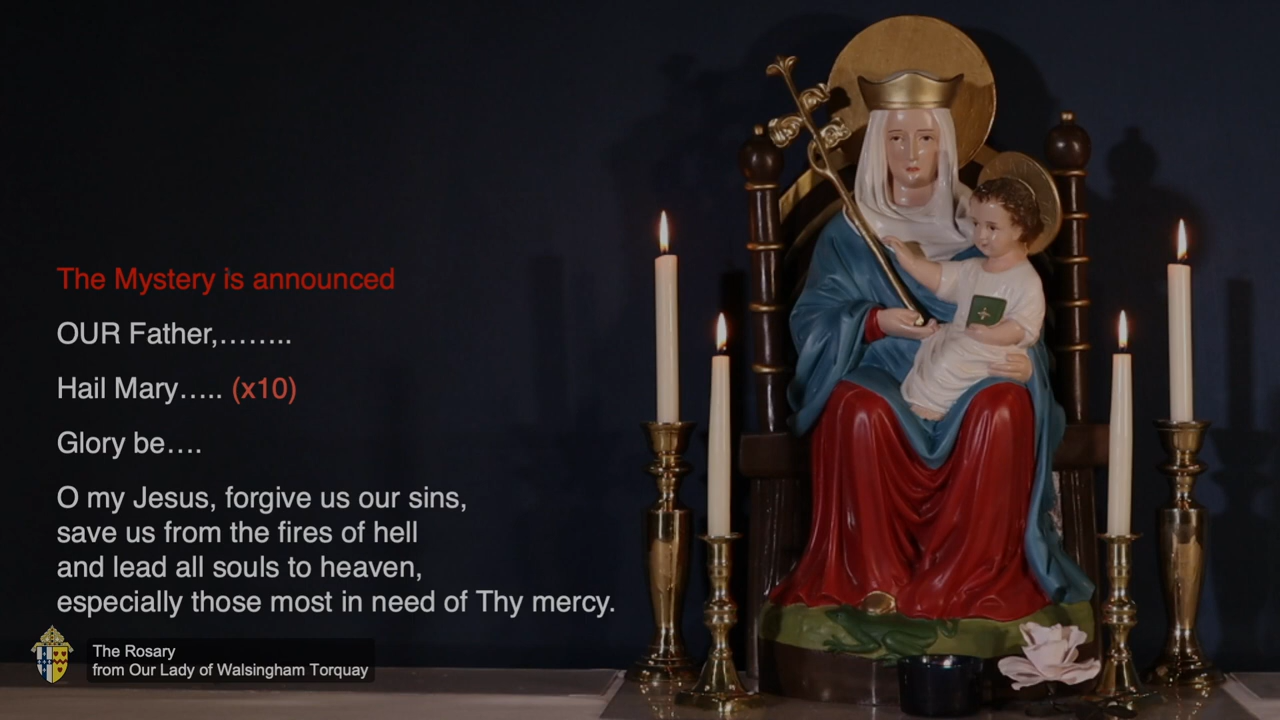 The Mystery is announced
OUR Father,……..
Hail Mary….. (x10)
Glory be….
O my Jesus, forgive us our sins,
save us from the fires of hell
and lead all souls to heaven,
especially those most in need of Thy mercy.
The Rosary
from Our Lady of Walsingham Torquay